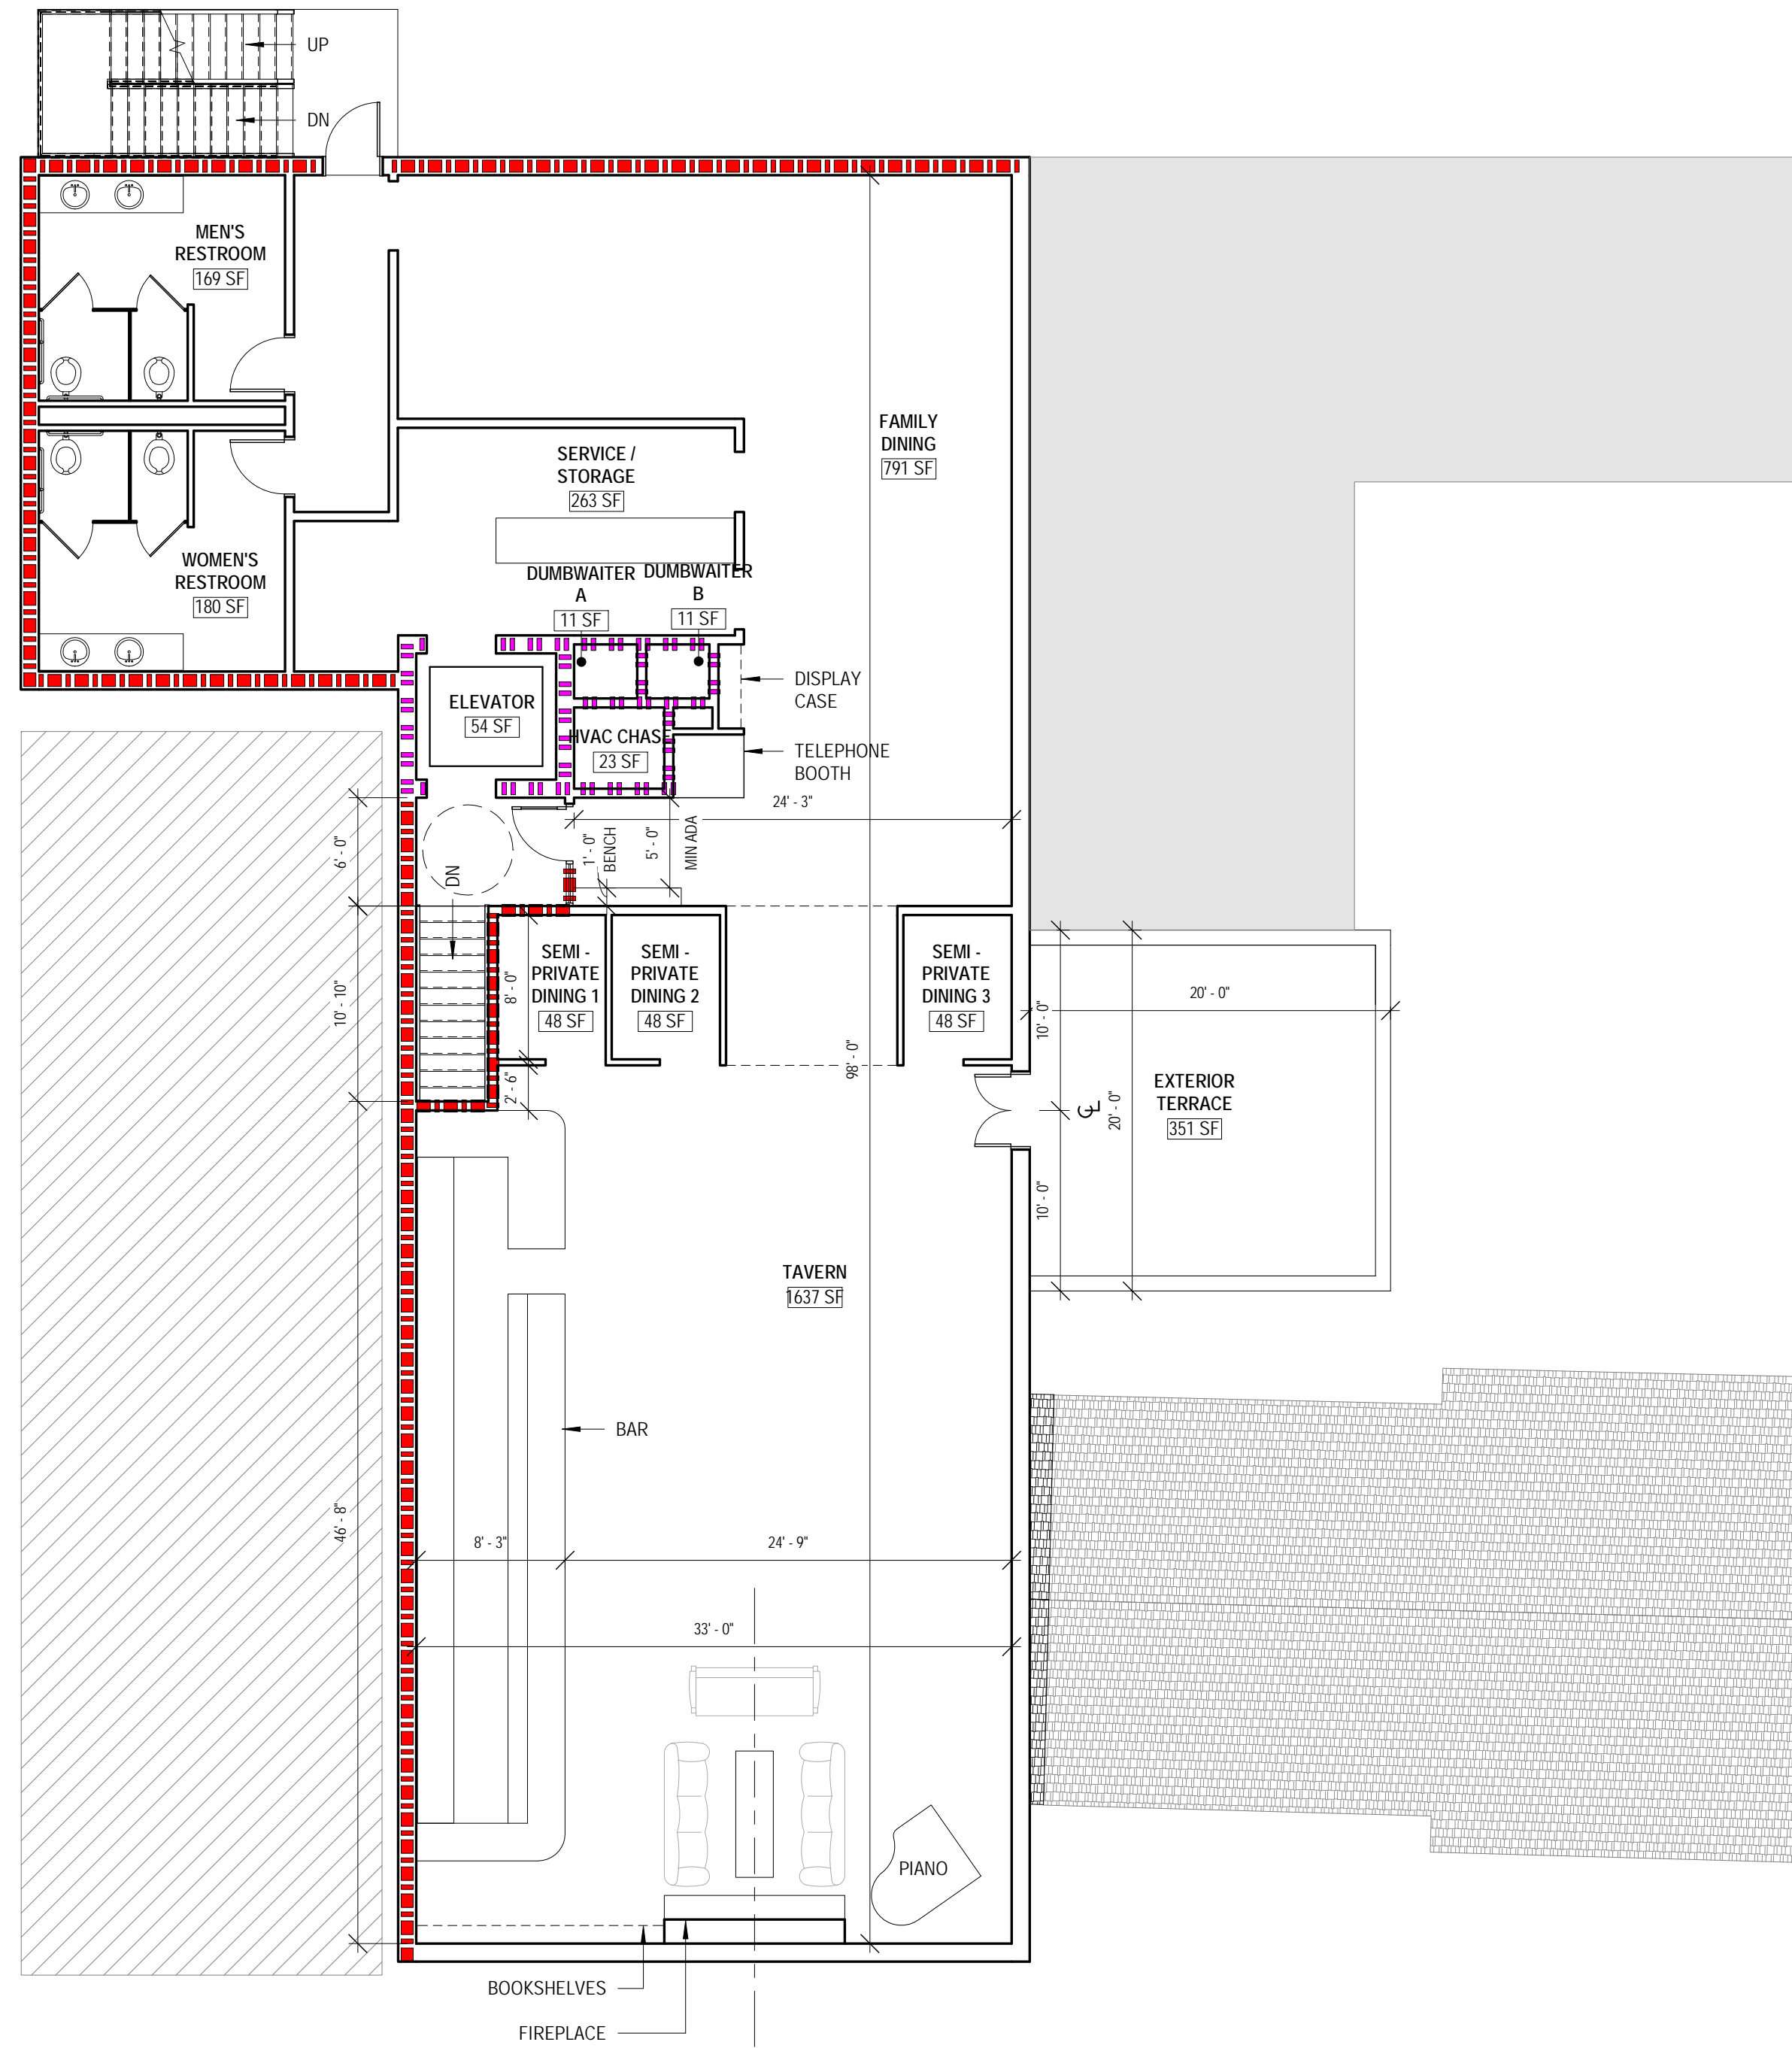 UP
DN
MEN'S
RESTROOM
169 SF
FAMILY
DINING
791 SF
SERVICE /
STORAGE
263 SF
WOMEN'S
RESTROOM
180 SF
DUMBWAITER
A
11 SF
DUMBWAITER
B
11 SF
DISPLAY
CASE
ELEVATOR
54 SF
HVAC CHASE
23 SF
TELEPHONE
BOOTH
24' - 3"
6' - 0"
1' - 0"
BENCH
5' - 0"
MIN ADA
DN
SEMI -
PRIVATE
DINING 1
48 SF
SEMI -
PRIVATE
DINING 2
48 SF
SEMI -
PRIVATE
DINING 3
48 SF
8' - 0"
10' - 10"
2' - 6"
98' - 0"
20' - 0"
10' - 0"
CL
20' - 0"
EXTERIOR
TERRACE
351 SF
10' - 0"
TAVERN
1637 SF
BAR
46' - 8"
8' - 3"
24' - 9"
33' - 0"
PIANO
BOOKSHELVES
FIREPLACE